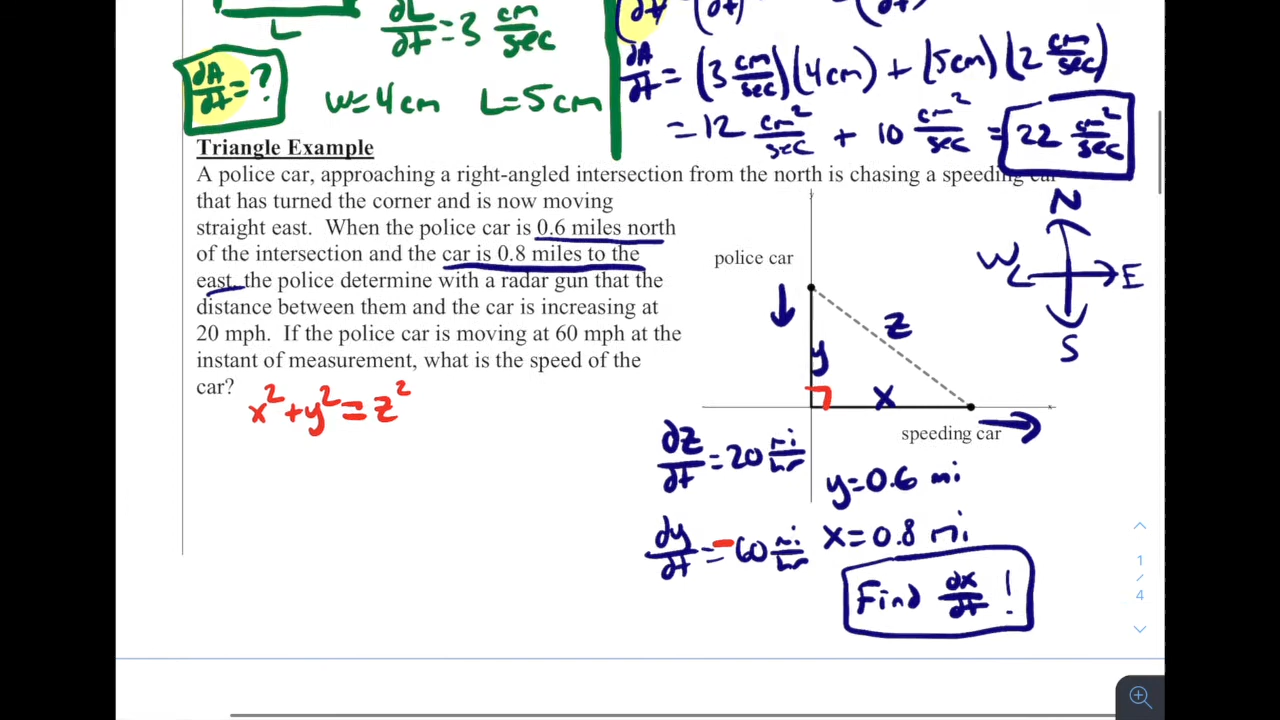 L
dL/dt = 3 cm/sec
dA/dt = ?
W = 4 cm L = 5 cm
dA/dt = (3 cm/sec)(4 cm) + (5 cm)(2 cm/sec)
= 12 cm²/sec + 10 cm²/sec = 22 cm²/sec
Triangle Example
A police car, approaching a right-angled intersection from the north is chasing a speeding car
that has turned the corner and is now moving
straight east. When the police car is 0.6 miles north
of the intersection and the car is 0.8 miles to the
east, the police determine with a radar gun that the
distance between them and the car is increasing at
20 mph. If the police car is moving at 60 mph at the
instant of measurement, what is the speed of the
car?
x² + y² = z²
police car
z
y
x
speeding car
N
W E
S
dz/dt = 20 mi/hr
y = 0.6 mi
dy/dt = -60 mi/hr
x = 0.8 mi
Find dx/dt !
1
/
4